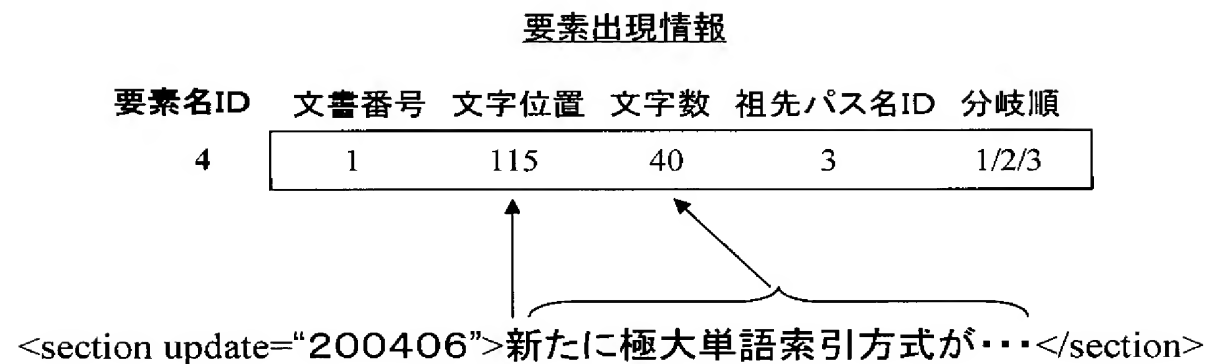 要素出現情報
要素名ID 文書番号 文字位置 文字数 祖先パス名ID 分岐順
4 1 115 40 3 1/2/3
<section update=“200406”>新たに極大単語索引方式が・・・</section>